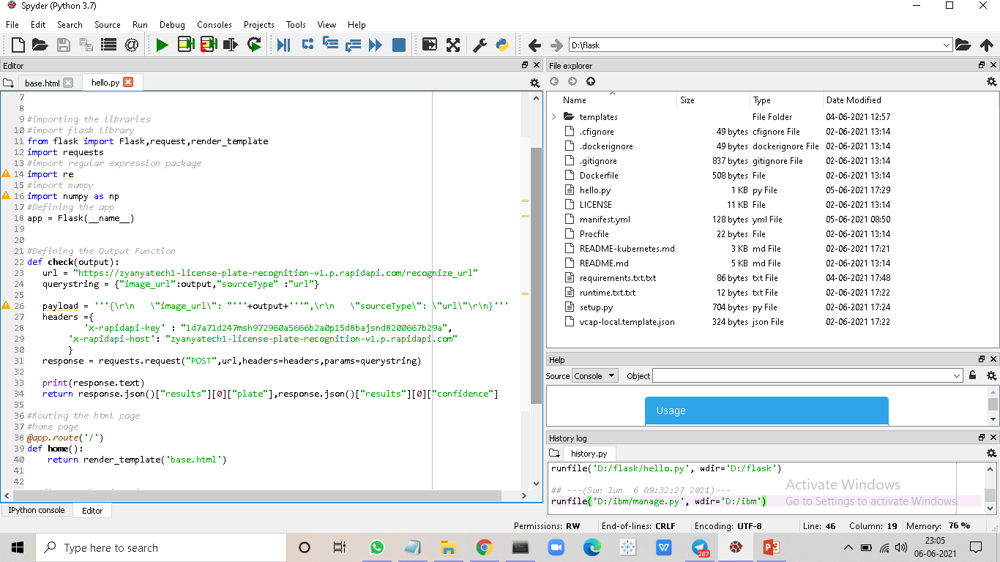 Spyder (Python 3.7)
File Edit Search Source Run Debug Consoles Projects Tools View Help
D:\flask
Editor
base.html
hello.py
7
8
9 #importing the libraries
10 #import flask library
11 from flask import Flask,request,render_template
12 import requests
13 #import regular expression package
14 import re
15 #import numpy
16 import numpy as np
17 #Defining the app
18 app = Flask(__name__)
19
20
21 #Defining the Output Function
22 def check(output):
23 url = "https://zyanyatech1-license-plate-recognition-v1.p.rapidapi.com/recognize_url"
24 querystring = {"image_url":output,"sourceType" :"url"}
25
26 payload = '''{\r\n \"image_url\": "'''+output+'''",\r\n \"sourceType\": \"url\"\r\n}'''
27 headers ={
28 'x-rapidapi-key' : "1d7a71d247msh972960a5666b2a0p15d8bajsnd8200667b29a",
29 'x-rapidapi-host': "zyanyatech1-license-plate-recognition-v1.p.rapidapi.com"
30 }
31 response = requests.request("POST",url,headers=headers,params=querystring)
32
33 print(response.text)
34 return response.json()["results"][0]["plate"],response.json()["results"][0]["confidence"]
35
36 #Routing the html page
37 #home page
38 @app.route('/')
39 def home():
40 return render_template('base.html')
41
42
IPython console Editor
File explorer
Name Size Type Date Modified
templates File Folder 04-06-2021 12:57
.cfignore 49 bytes cfignore File 02-06-2021 13:14
.dockerignore 49 bytes dockerignore File 02-06-2021 13:14
.gitignore 837 bytes gitignore File 02-06-2021 13:14
Dockerfile 508 bytes File 02-06-2021 13:14
hello.py 1 KB py File 05-06-2021 17:29
LICENSE 11 KB File 02-06-2021 13:14
manifest.yml 128 bytes yml File 05-06-2021 08:50
Procfile 22 bytes File 02-06-2021 13:14
README-kubernetes.md 3 KB md File 02-06-2021 17:21
README.md 5 KB md File 02-06-2021 13:14
requirements.txt.txt 86 bytes txt File 04-06-2021 17:48
runtime.txt.txt 12 bytes txt File 02-06-2021 17:22
setup.py 704 bytes py File 02-06-2021 17:24
vcap-local.template.json 324 bytes json File 02-06-2021 17:22
Help
Source Console Object
Usage
History log
history.py
runfile('D:/flask/hello.py', wdir='D:/flask')
## ---(Sun Jun 6 09:32:27 2021)---
runfile('D:/ibm/manage.py', wdir='D:/ibm')
Activate Windows
Go to Settings to activate Windows.
Permissions: RW End-of-lines: CRLF Encoding: UTF-8 Line: 46 Column: 19 Memory: 76 %
Type here to search
287
23:05
06-06-2021